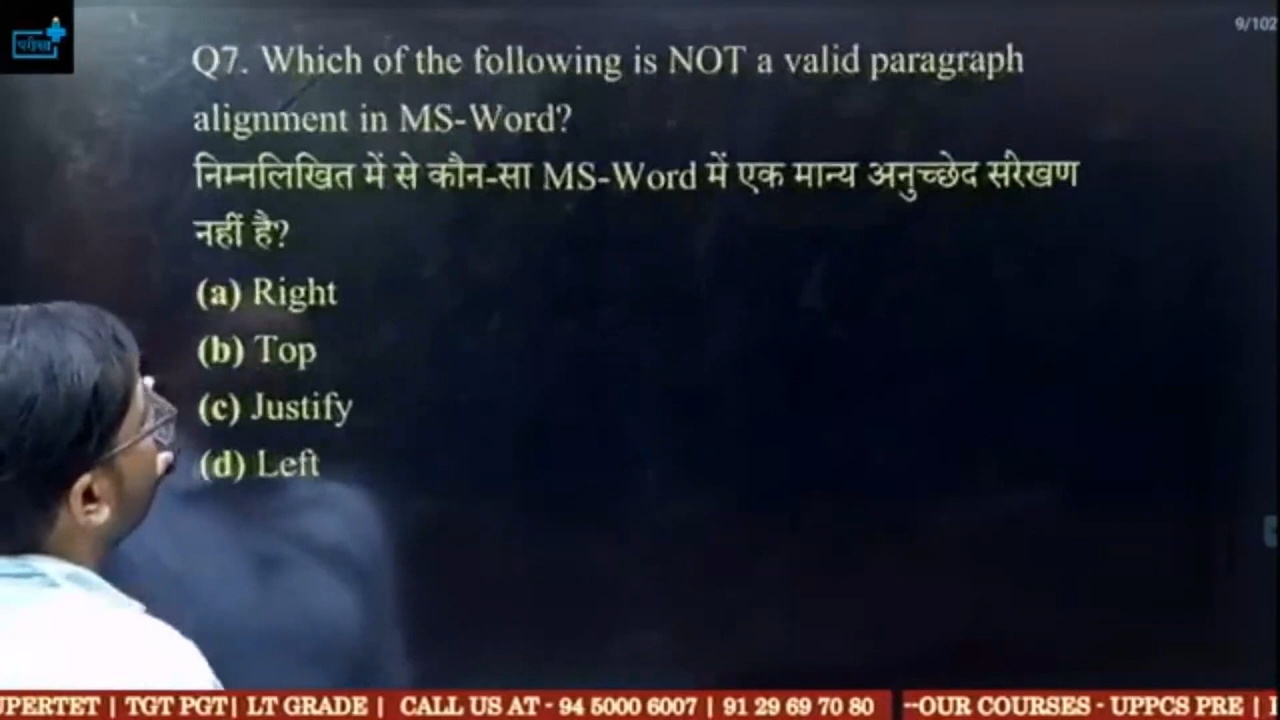 परीक्षा
9/102
Q7. Which of the following is NOT a valid paragraph
alignment in MS-Word?
निम्नलिखित में से कौन-सा MS-Word में एक मान्य अनुच्छेद संरेखण
नहीं है?
(a) Right
(b) Top
(c) Justify
(d) Left
UPERTET | TGT PGT| LT GRADE | CALL US AT - 94 5000 6007 | 91 29 69 70 80 --OUR COURSES - UPPCS PRE |